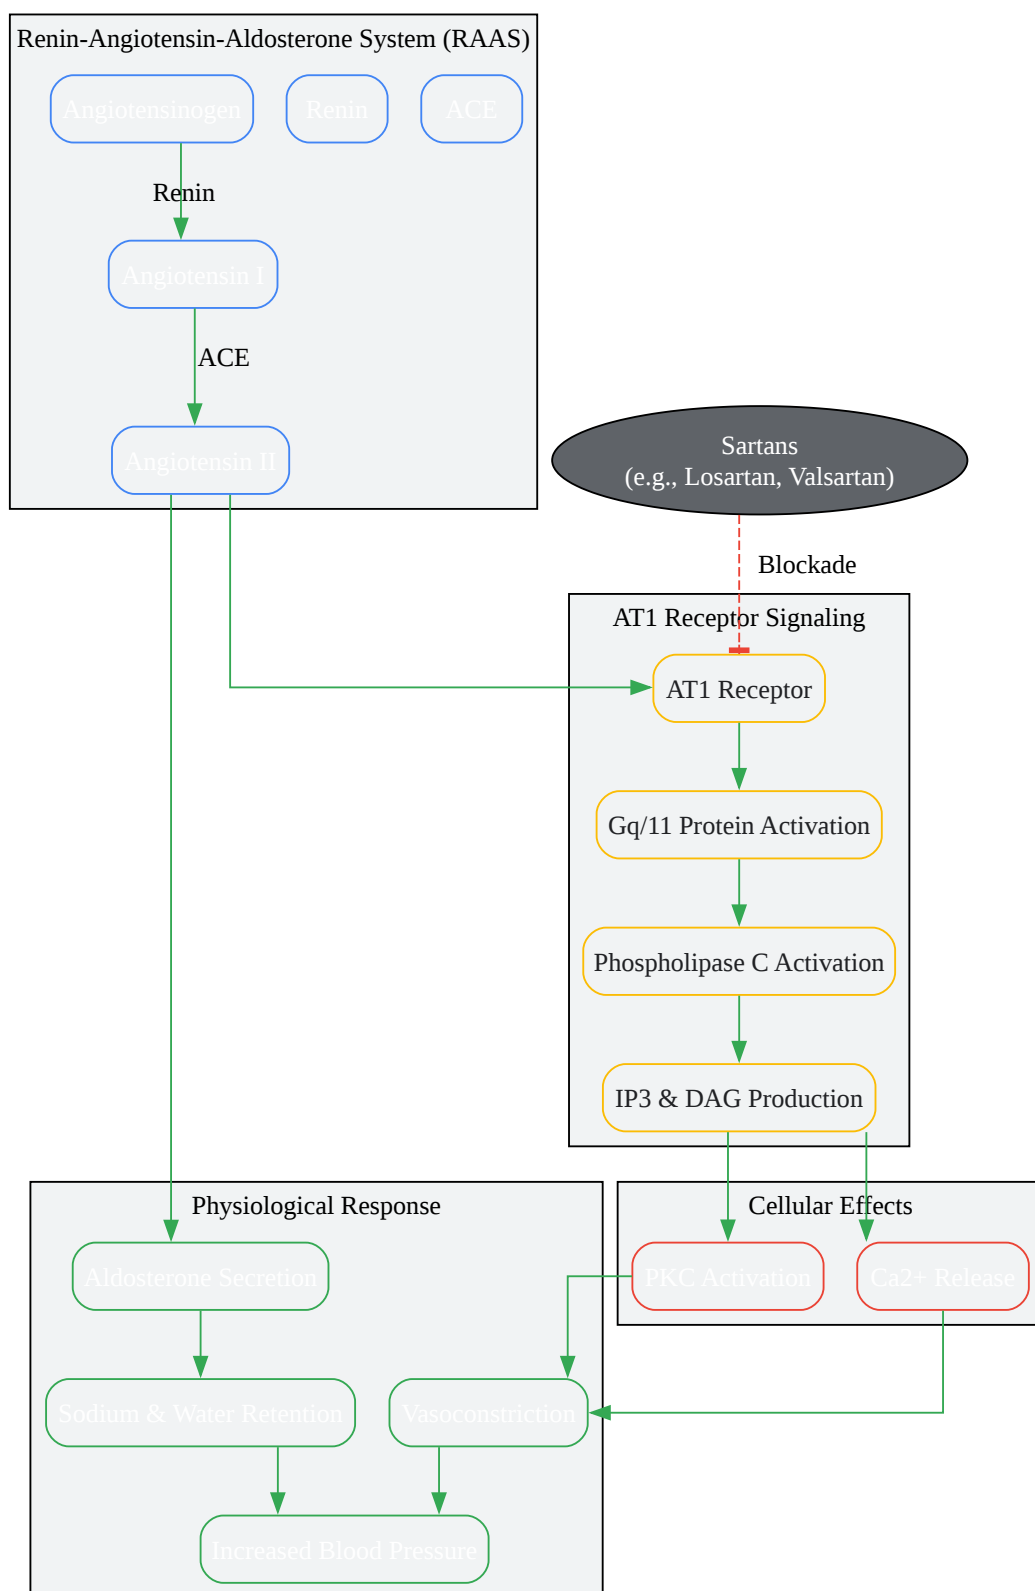 Renin-Angiotensin-Aldosterone System (RAAS)
Angiotensinogen
Renin
ACE
Renin
Angiotensin I
ACE
Angiotensin II
Sartans
(e.g., Losartan, Valsartan)
Blockade
AT1 Receptor Signaling
AT1 Receptor
Gq/11 Protein Activation
Phospholipase C Activation
IP3 & DAG Production
Physiological Response
Cellular Effects
Aldosterone Secretion
PKC Activation
Ca2+ Release
Sodium & Water Retention
Vasoconstriction
Increased Blood Pressure